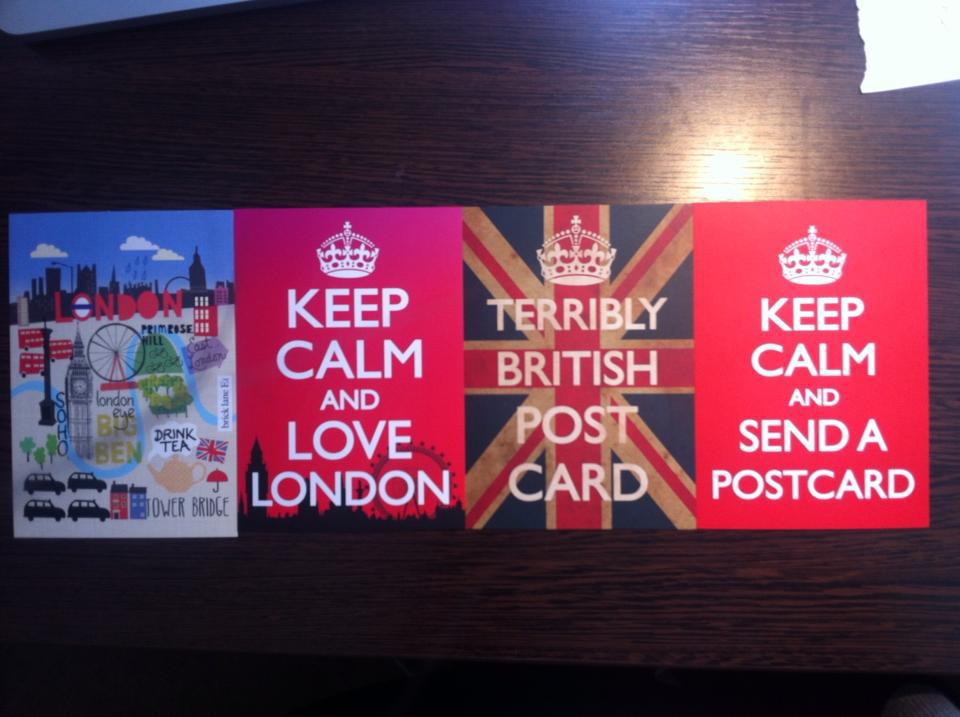 LONDON
PRIMROSE
HILL
East
London
london
eye
SOHO
BIG
BEN
brick lane E1
DRINK
TEA
TOWER BRIDGE
KEEP
CALM
AND
LOVE
LONDON
TERRIBLY
BRITISH
POST
CARD
KEEP
CALM
AND
SEND A
POSTCARD